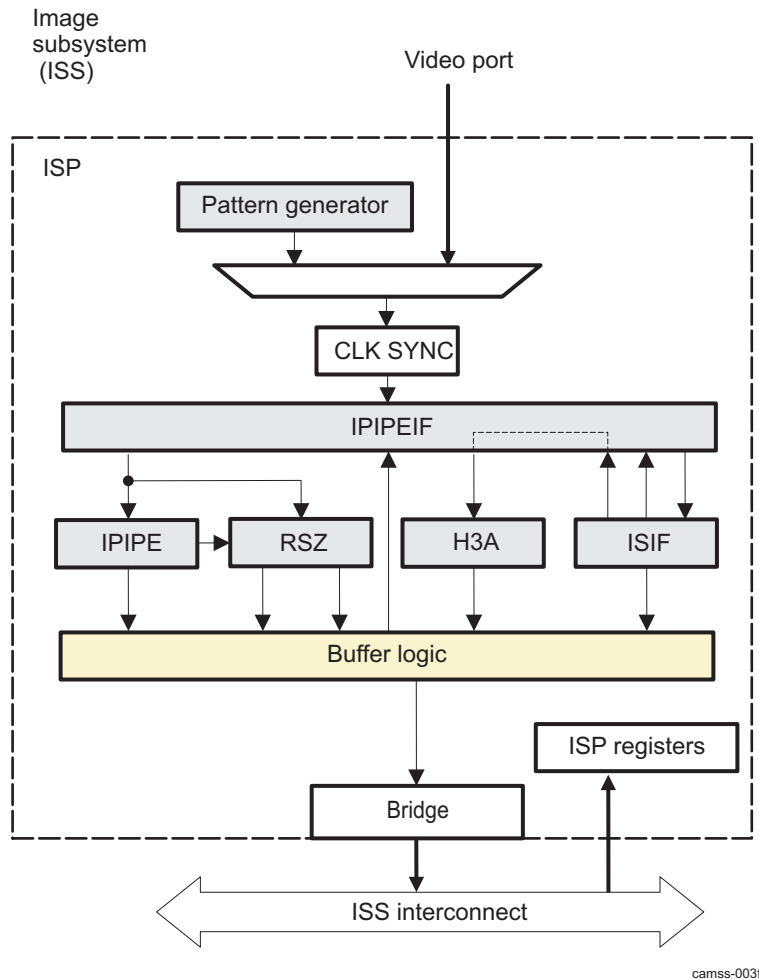 Image
subsystem
(ISS)
Video port
ISP
Pattern generator
CLK SYNC
IPIPEIF
IPIPE
RSZ
H3A
ISIF
Buffer logic
ISP registers
Bridge
ISS interconnect